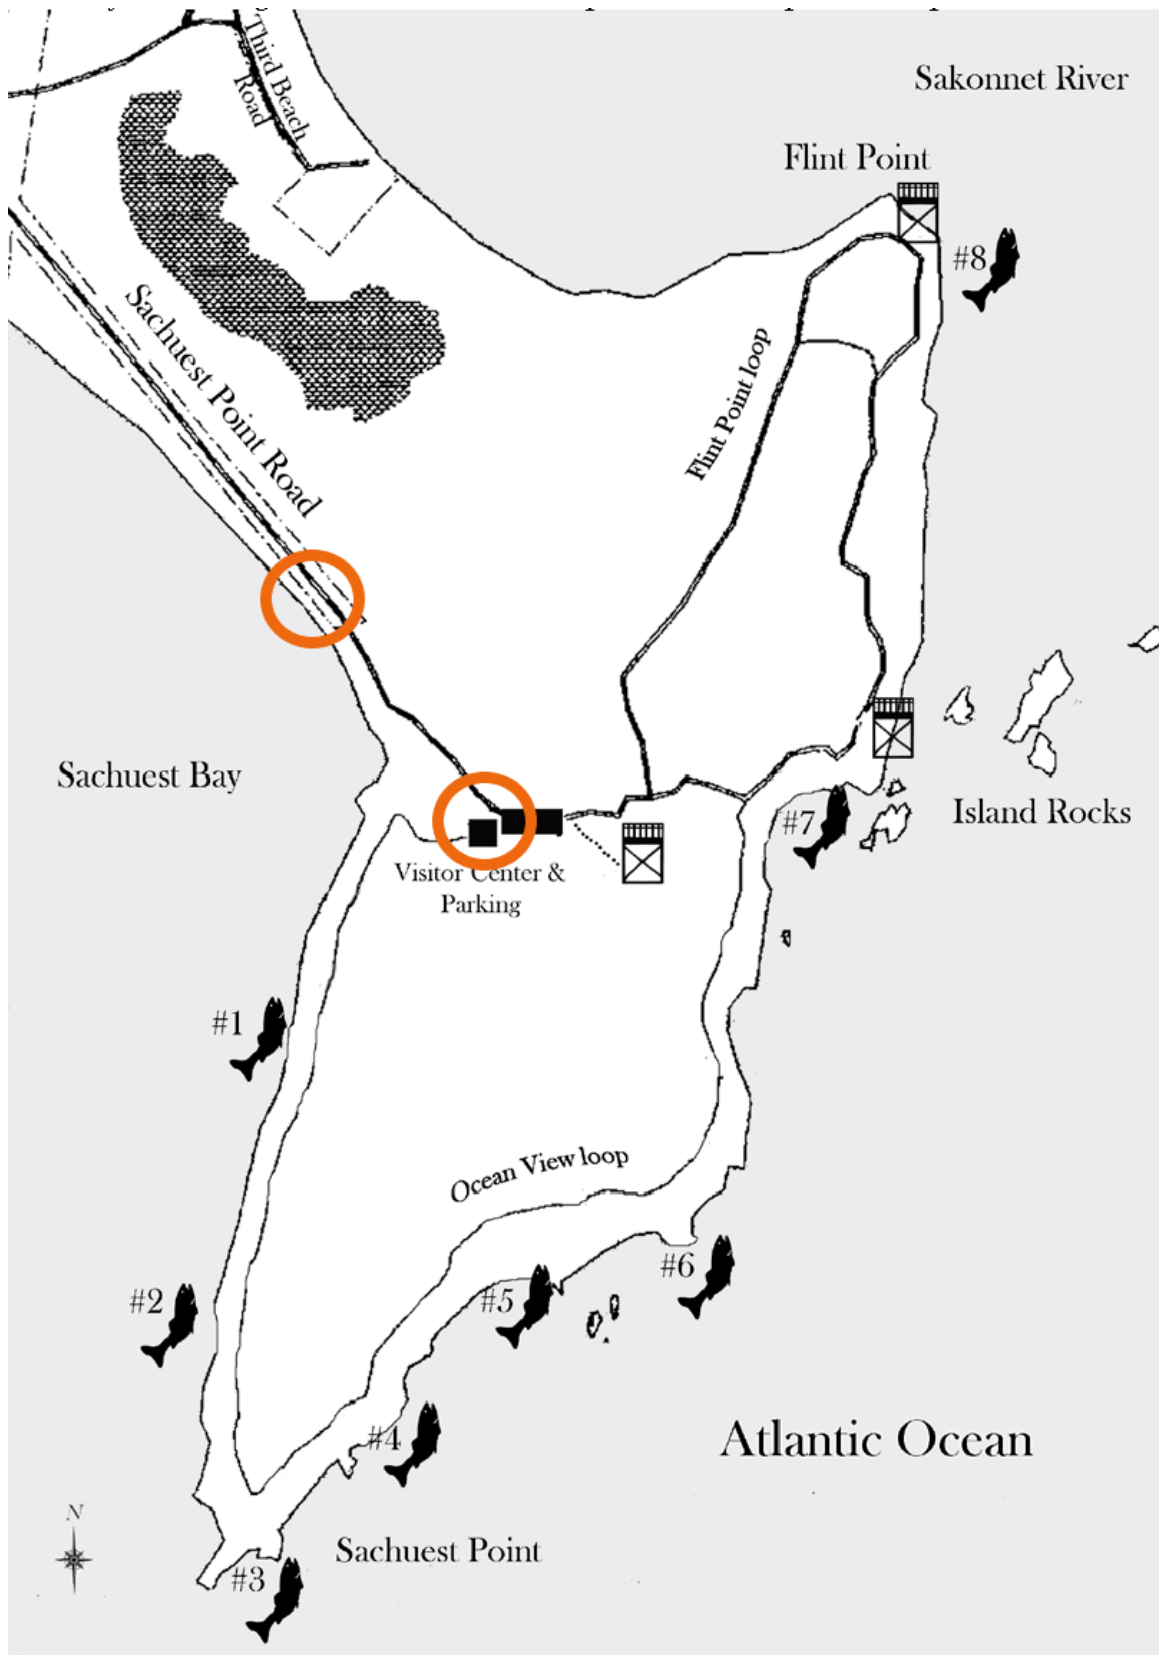 Sakonnet River
Third Beach
Road
Flint Point
#8
Sachuest Point Road
Flint Point loop
Sachuest Bay
Island Rocks
#7
Visitor Center &
Parking
#1
Ocean View loop
#6
#2
#5
#4
Atlantic Ocean
N
Sachuest Point
#3